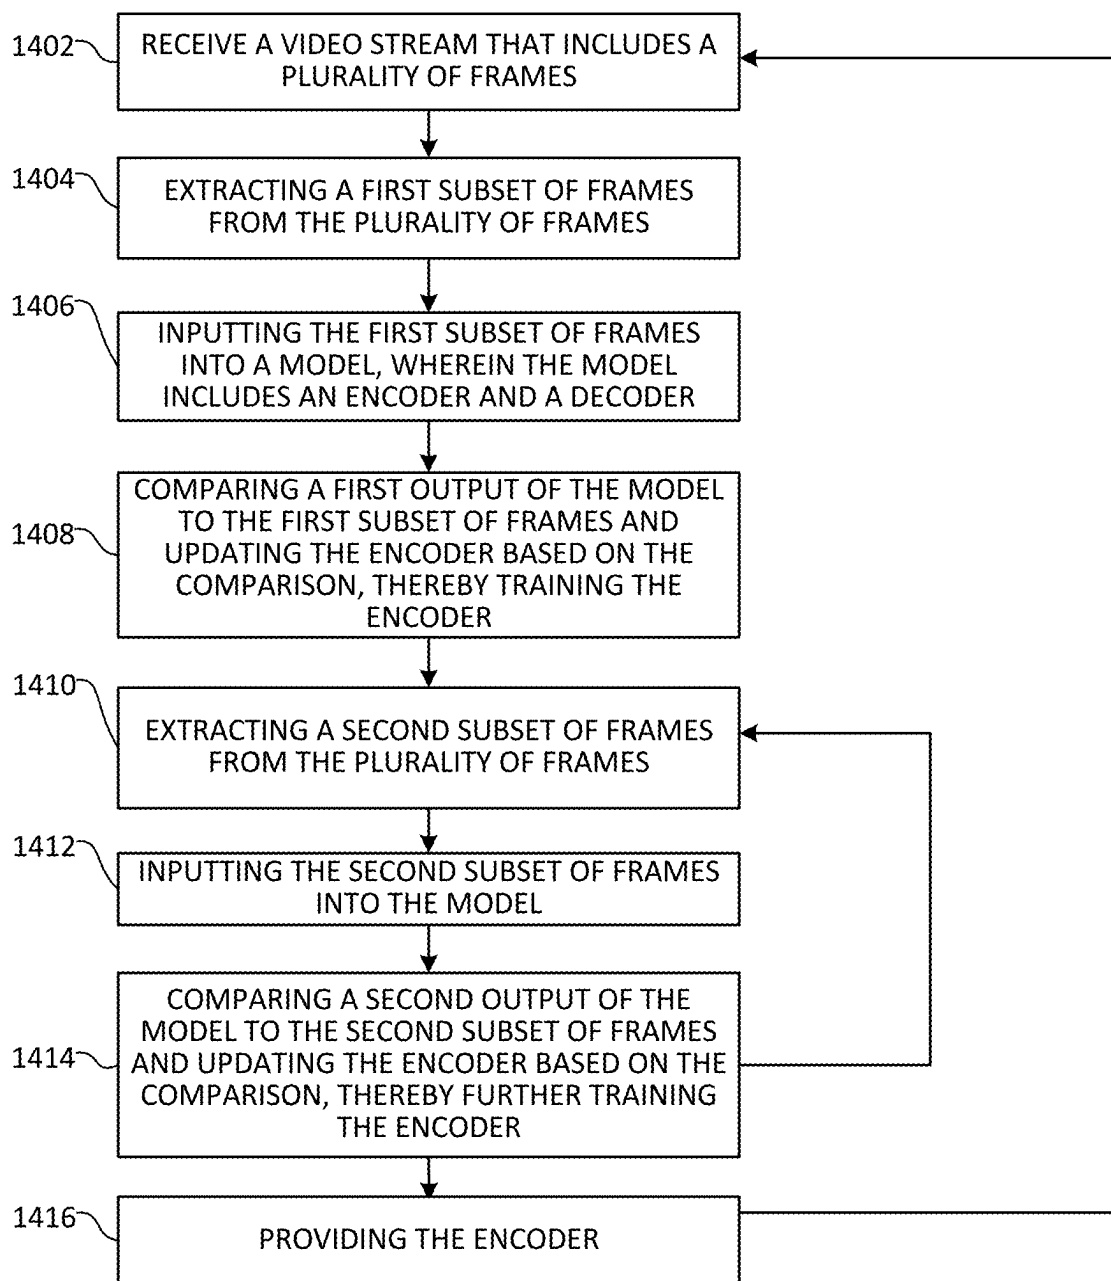 1402
RECEIVE A VIDEO STREAM THAT INCLUDES A
PLURALITY OF FRAMES
1404
EXTRACTING A FIRST SUBSET OF FRAMES
FROM THE PLURALITY OF FRAMES
1406
INPUTTING THE FIRST SUBSET OF FRAMES
INTO A MODEL, WHEREIN THE MODEL
INCLUDES AN ENCODER AND A DECODER
1408
COMPARING A FIRST OUTPUT OF THE MODEL
TO THE FIRST SUBSET OF FRAMES AND
UPDATING THE ENCODER BASED ON THE
COMPARISON, THEREBY TRAINING THE
ENCODER
1410
EXTRACTING A SECOND SUBSET OF FRAMES
FROM THE PLURALITY OF FRAMES
1412
INPUTTING THE SECOND SUBSET OF FRAMES
INTO THE MODEL
1414
COMPARING A SECOND OUTPUT OF THE
MODEL TO THE SECOND SUBSET OF FRAMES
AND UPDATING THE ENCODER BASED ON THE
COMPARISON, THEREBY FURTHER TRAINING
THE ENCODER
1416
PROVIDING THE ENCODER